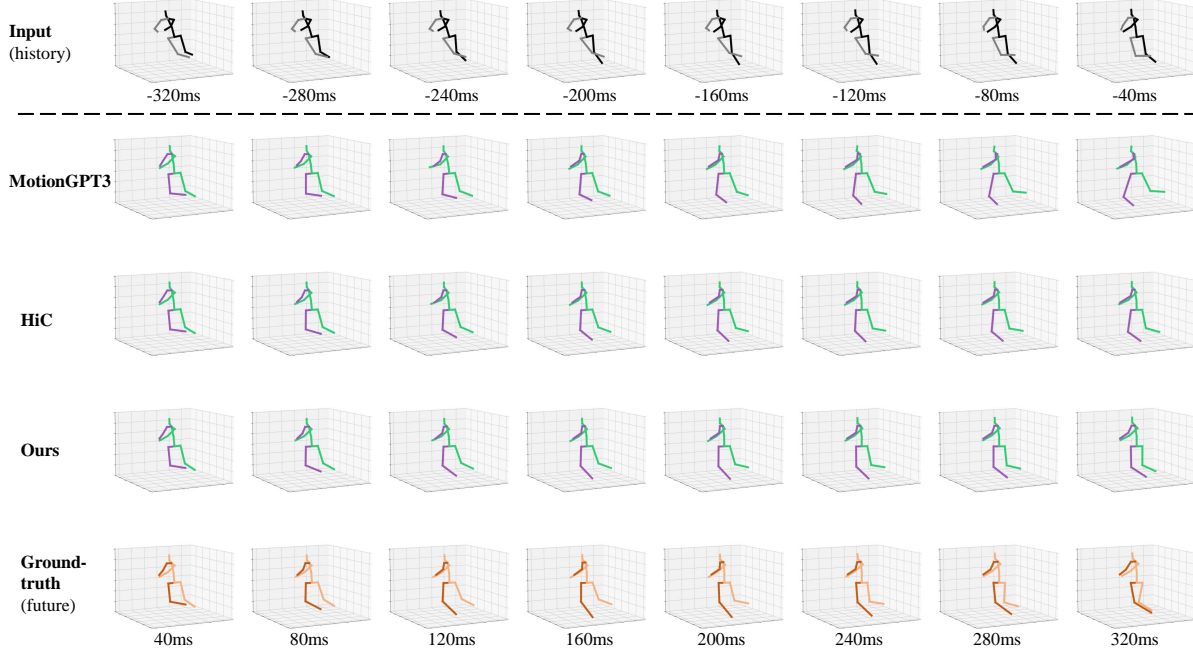 Input
(history)
-320ms -280ms -240ms -200ms -160ms -120ms -80ms -40ms
MotionGPT3
HiC
Ours
Ground-
truth
(future)
40ms 80ms 120ms 160ms 200ms 240ms 280ms 320ms